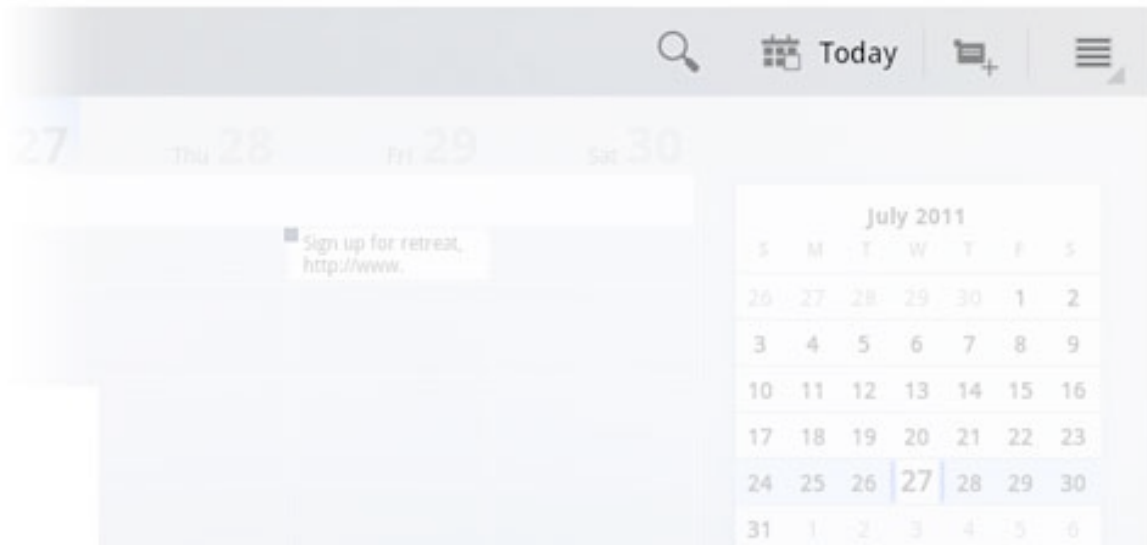 Today
27 Thu 28 Fri 29 Sat 30
Sign up for retreat,
http://www.
July 2011
S M T W T F S
26 27 28 29 30 1 2
3 4 5 6 7 8 9
10 11 12 13 14 15 16
17 18 19 20 21 22 23
24 25 26 27 28 29 30
31 1 2 3 4 5 6